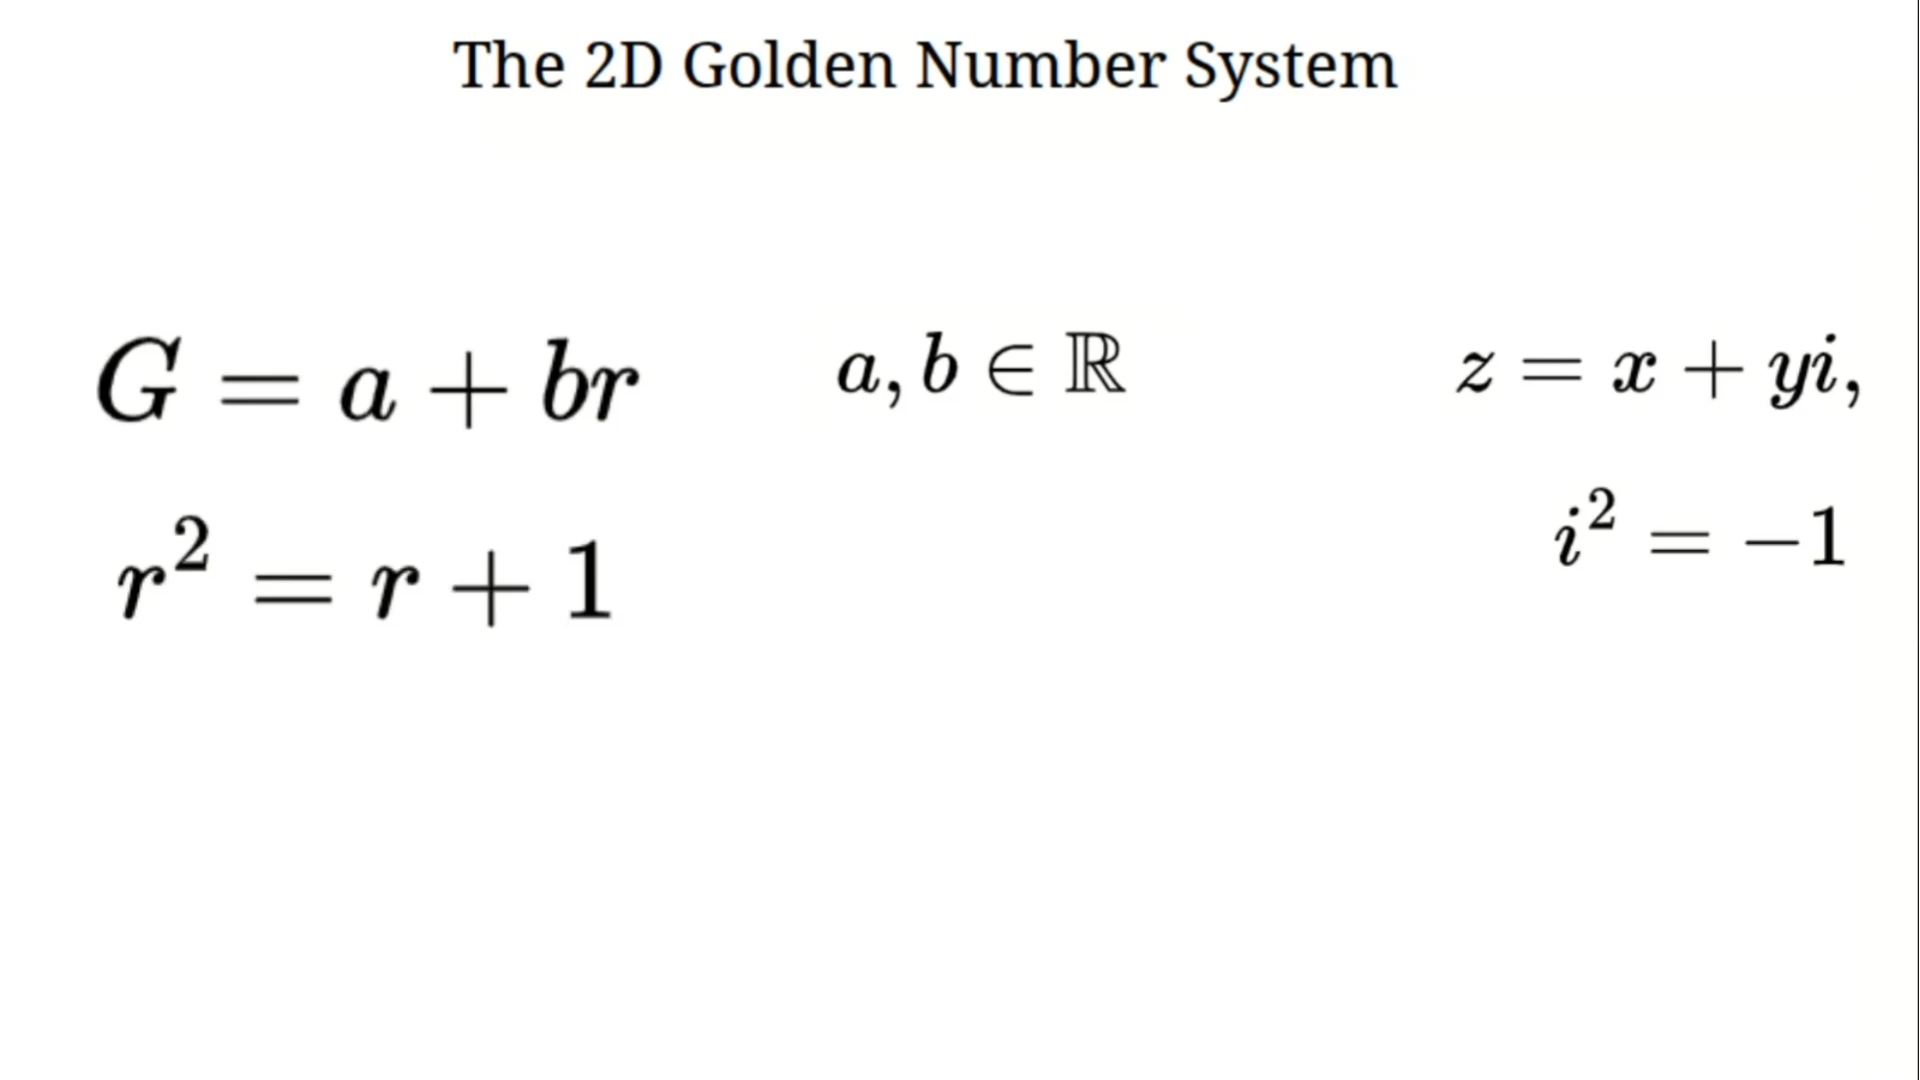 The 2D Golden Number System
G = a + br
a, b ∈ ℝ
z = x + yi,
r² = r + 1
i² = −1